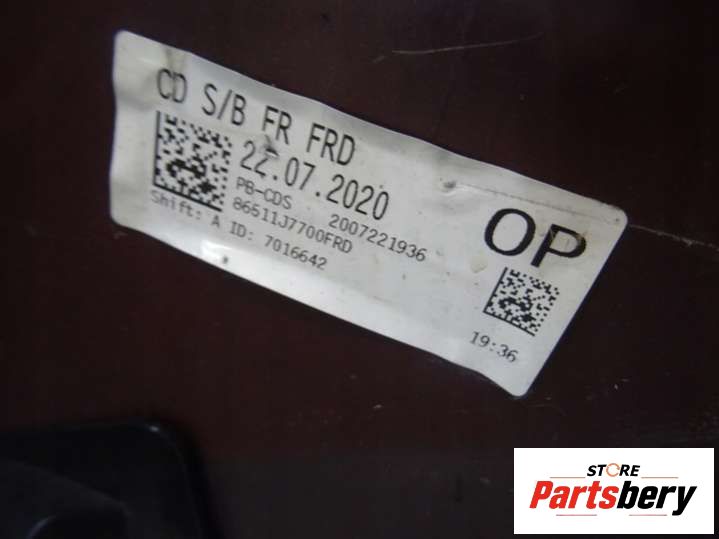 CD S/B FR FRD
22.07.2020
PB-CDS 2007221936
86511J7700FRD
Shift: A ID: 7016642
OP
19:36
STORE
Partsbery